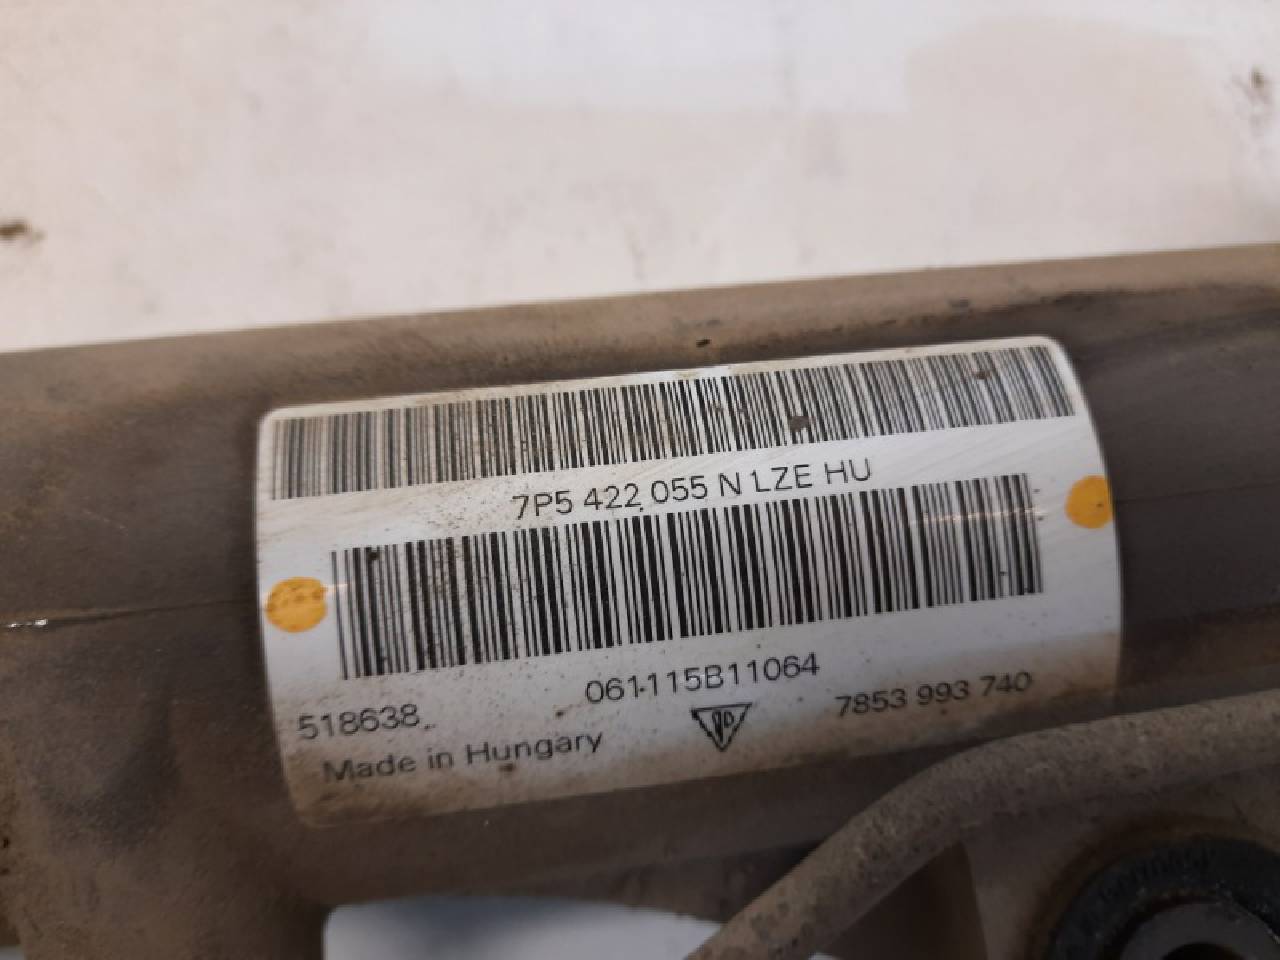 7P5 422 055 N LZE HU
061-115B11064
518638
7853 993 740
Made in Hungary